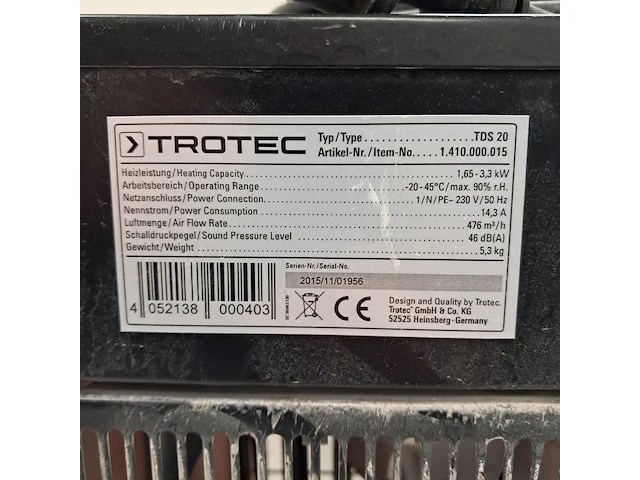 TROTEC
Typ/Type.........................TDS 20
Artikel-Nr./Item-No.....1.410.000.015
Heizleistung/Heating Capacity.........................1,65 - 3,3 kW
Arbeitsbereich/Operating Range.........................-20 - 45°C/max. 90% r.H.
Netzanschluss/Power Connection.........................1/N/PE~ 230 V/50 Hz
Nennstrom/Power Consumption.........................14,3 A
Luftmenge/Air Flow Rate.........................476 m³/h
Schalldruckpegel/Sound Pressure Level.........................46 dB(A)
Gewicht/Weight.........................5,3 kg
Serien-Nr./Serial-No.
2015/11/01956
4 052138 000403
CE
Design and Quality by Trotec.
Trotec® GmbH & Co. KG
52525 Heinsberg · Germany